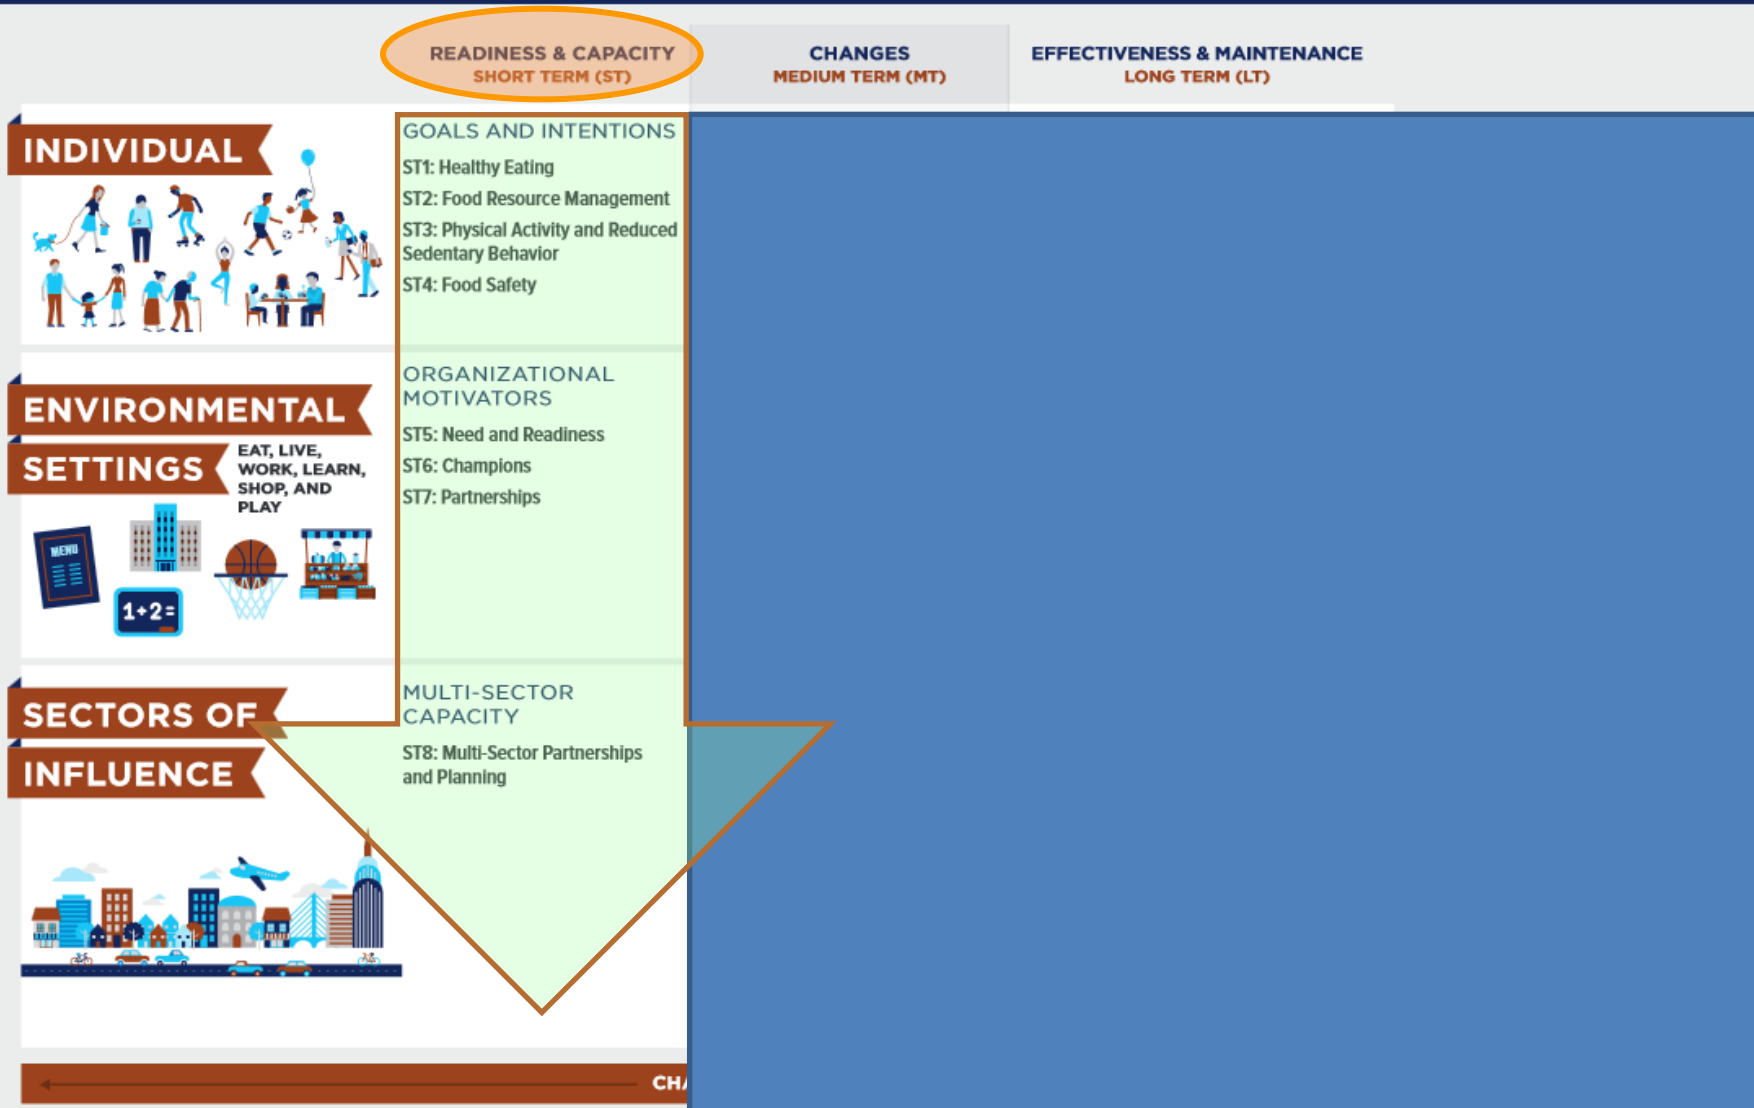 READINESS & CAPACITY
SHORT TERM (ST)
CHANGES
MEDIUM TERM (MT)
EFFECTIVENESS & MAINTENANCE
LONG TERM (LT)
INDIVIDUAL
GOALS AND INTENTIONS
ST1: Healthy Eating
ST2: Food Resource Management
ST3: Physical Activity and Reduced
Sedentary Behavior
ST4: Food Safety
ENVIRONMENTAL
SETTINGS
EAT, LIVE,
WORK, LEARN,
SHOP, AND
PLAY
MENU
1+2=
ORGANIZATIONAL
MOTIVATORS
ST5: Need and Readiness
ST6: Champions
ST7: Partnerships
SECTORS OF
INFLUENCE
MULTI-SECTOR
CAPACITY
ST8: Multi-Sector Partnerships
and Planning